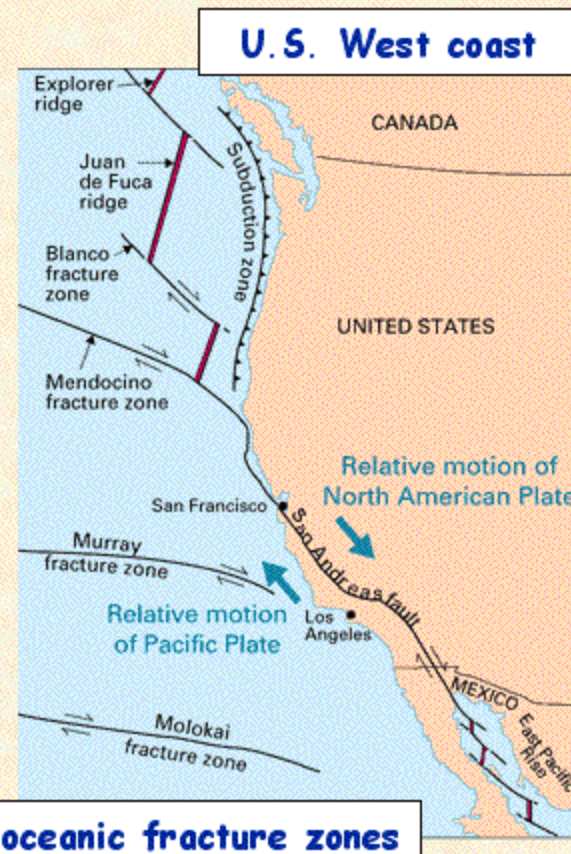 U.S. West coast
Explorer
ridge
CANADA
Juan
de Fuca
ridge
Subduction zone
Blanco
fracture
zone
UNITED STATES
Mendocino
fracture zone
Relative motion of
North American Plate
San Francisco
San Andreas fault
Murray
fracture zone
Relative motion
of Pacific Plate
Los
Angeles
MEXICO
East Pacific
Rise
Molokai
fracture zone
oceanic fracture zones